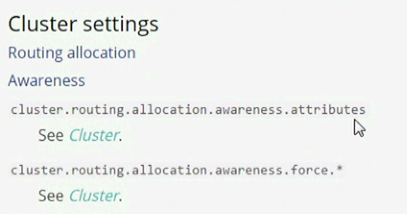 Cluster settings
Routing allocation
Awareness
cluster.routing.allocation.awareness.attributes
See Cluster.
cluster.routing.allocation.awareness.force.*
See Cluster.